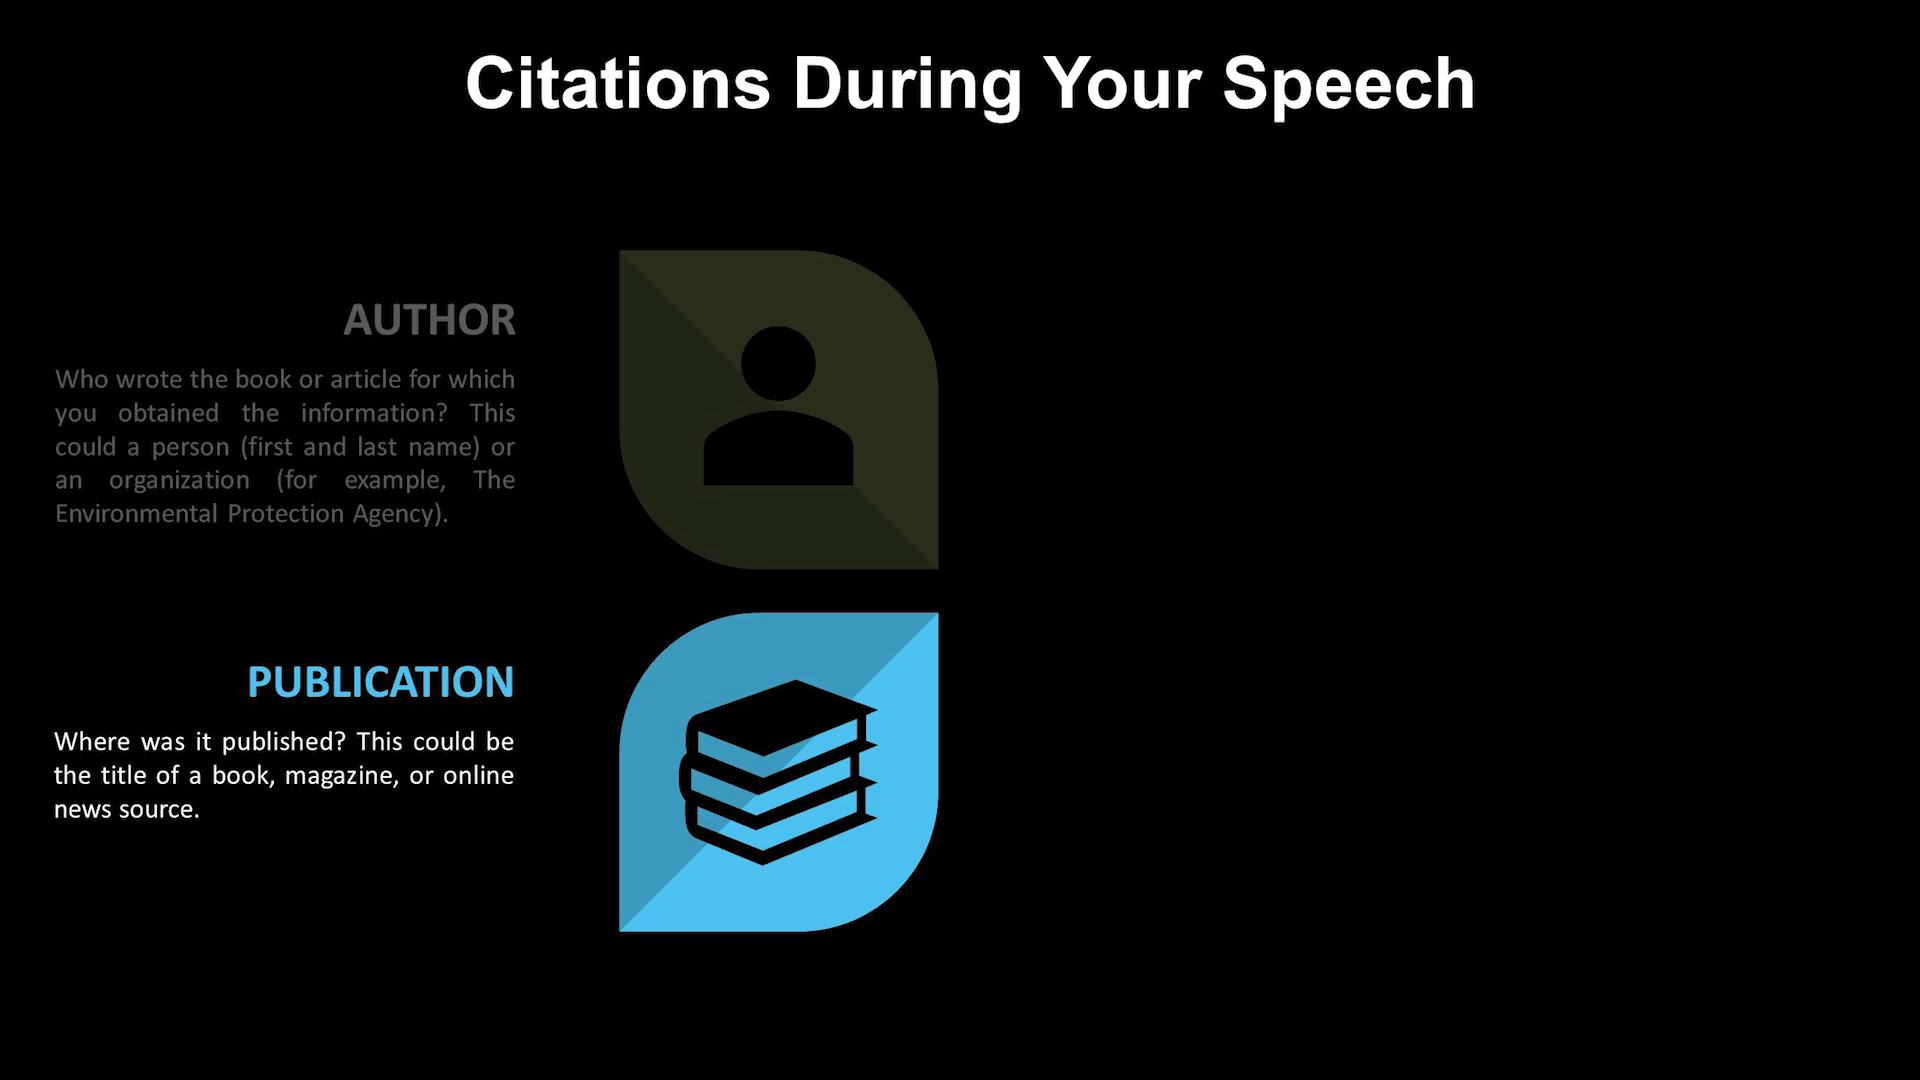 Citations During Your Speech
AUTHOR
Who wrote the book or article for which
you obtained the information? This
could a person (first and last name) or
an organization (for example, The
Environmental Protection Agency).
PUBLICATION
Where was it published? This could be
the title of a book, magazine, or online
news source.